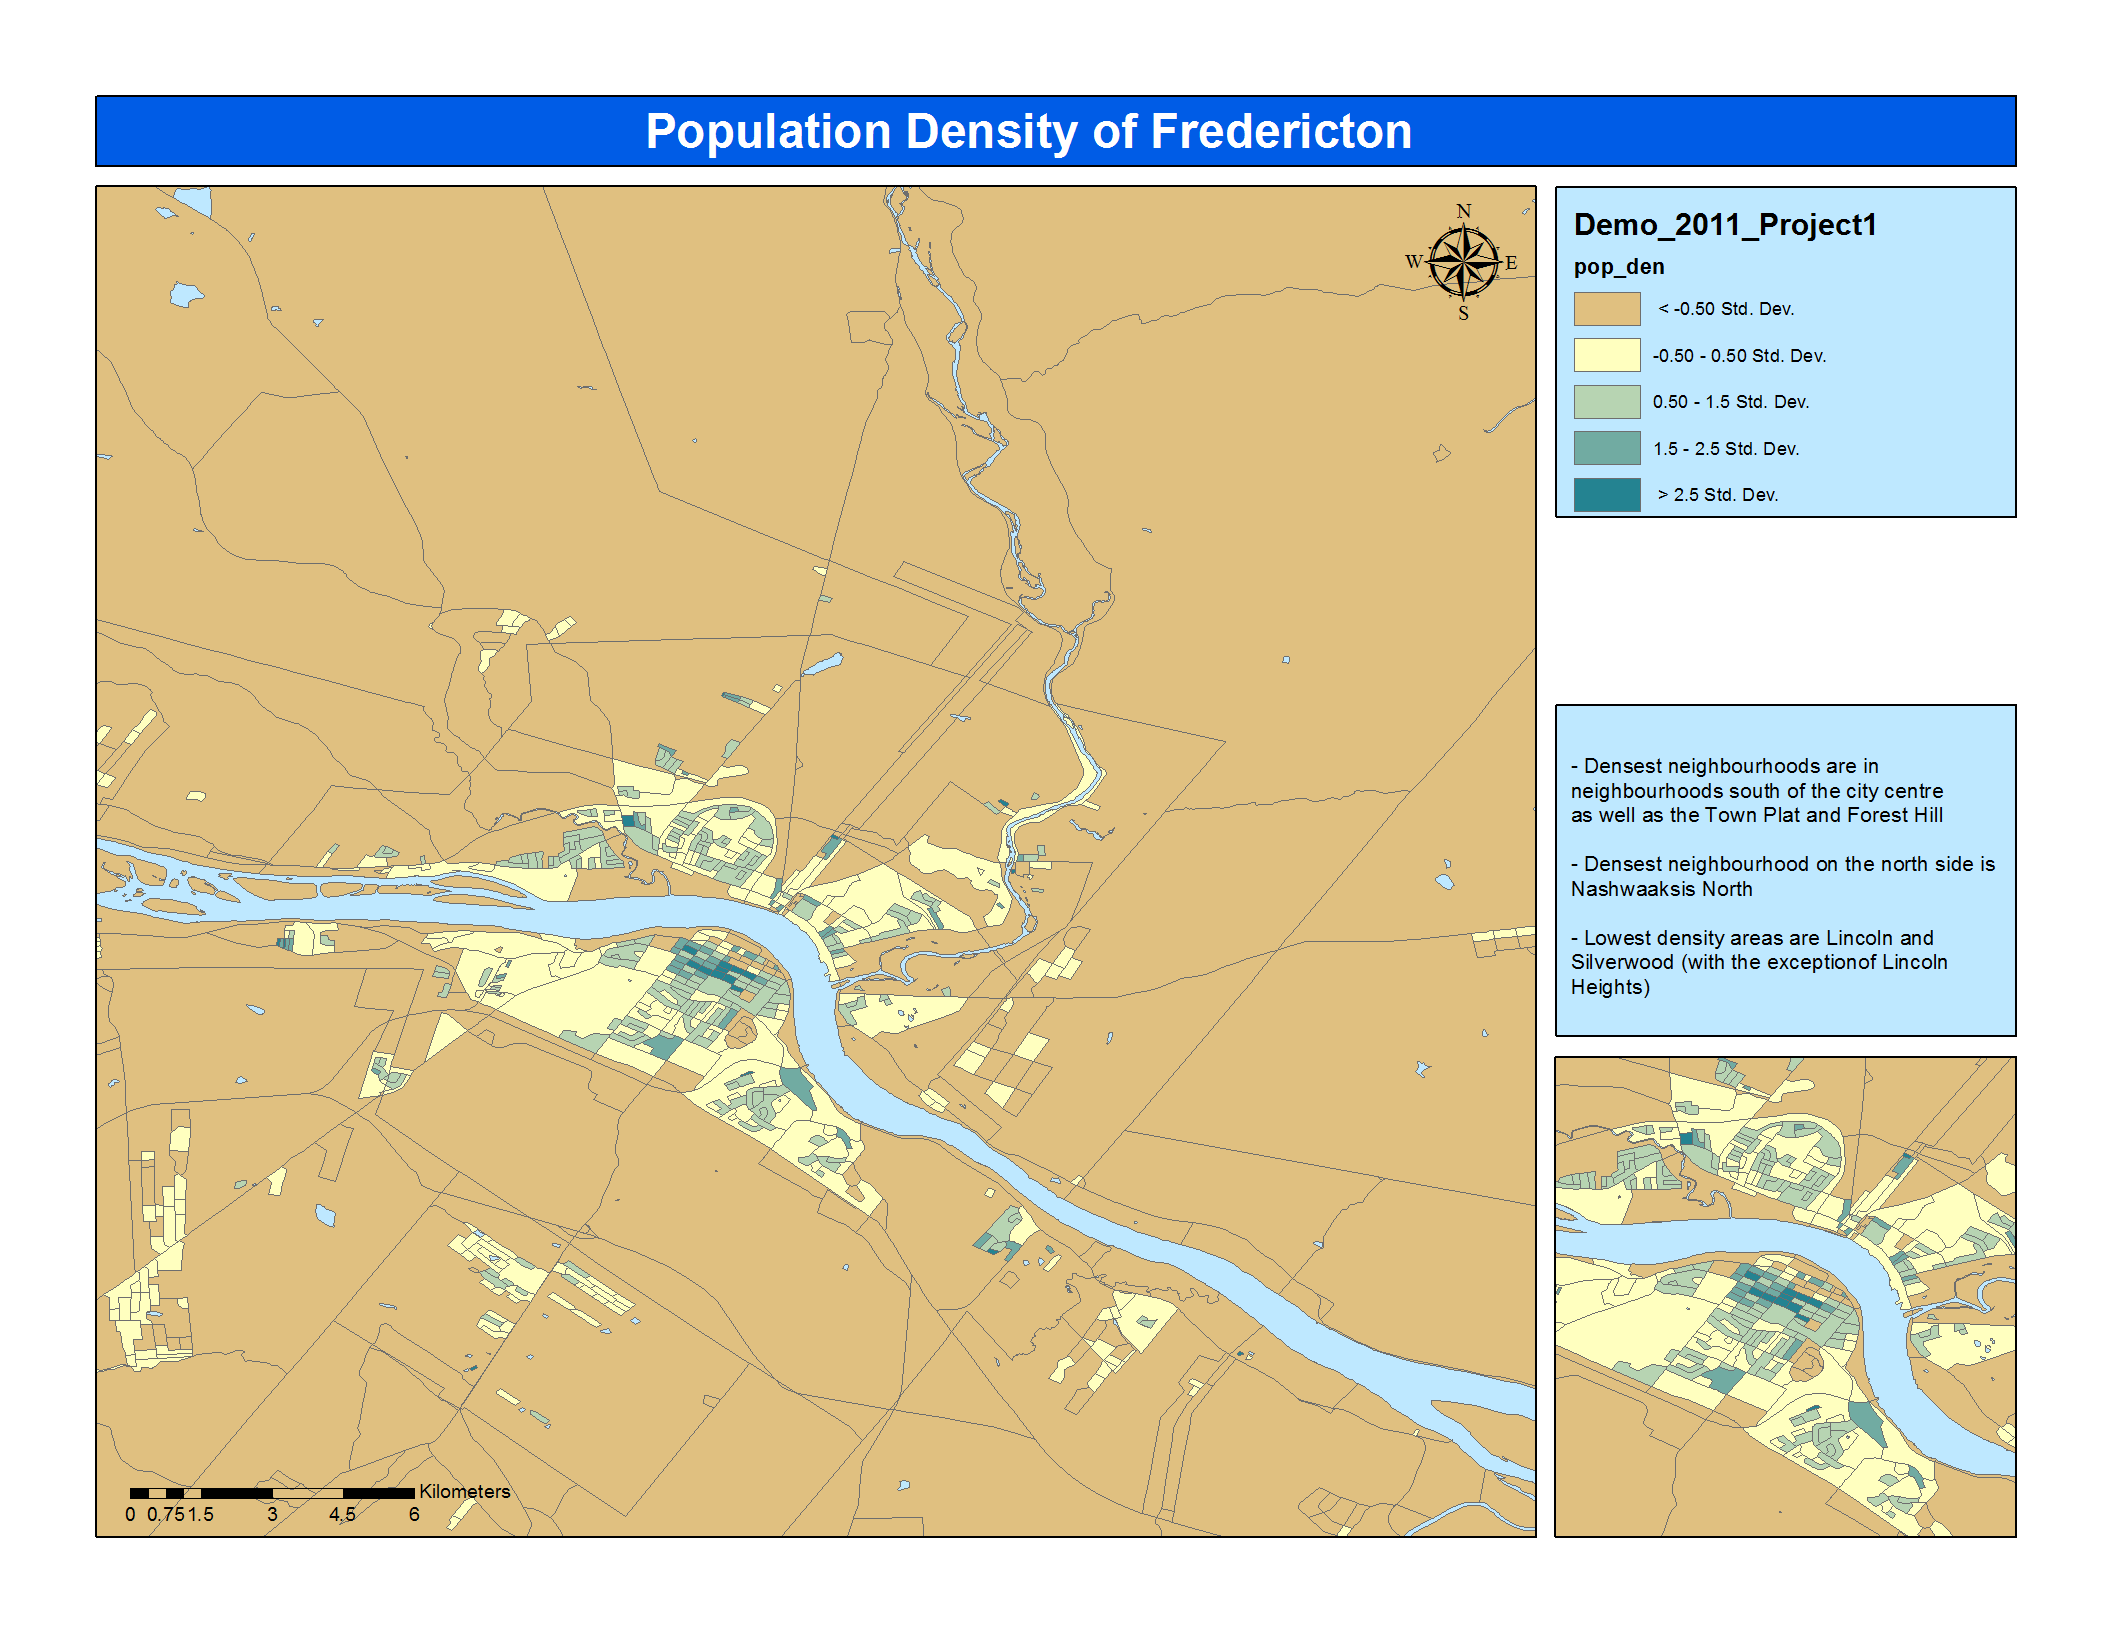 Population Density of Fredericton
N
W E
S
Demo_2011_Project1
pop_den
< -0.50 Std. Dev.
-0.50 - 0.50 Std. Dev.
0.50 - 1.5 Std. Dev.
1.5 - 2.5 Std. Dev.
> 2.5 Std. Dev.
- Densest neighbourhoods are in
neighbourhoods south of the city centre
as well as the Town Plat and Forest Hill
- Densest neighbourhood on the north side is
Nashwaaksis North
- Lowest density areas are Lincoln and
Silverwood (with the exceptionof Lincoln
Heights)
Kilometers
0 0.75 1.5 3 4.5 6